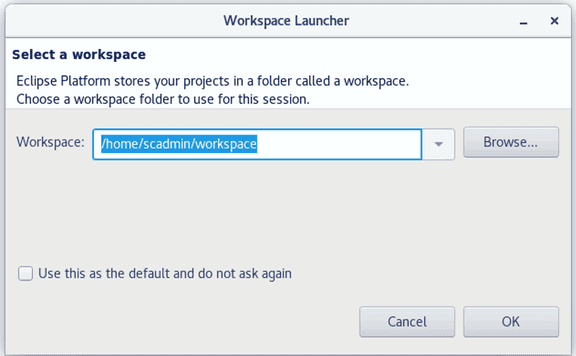 Workspace Launcher
Select a workspace
Eclipse Platform stores your projects in a folder called a workspace.
Choose a workspace folder to use for this session.
Workspace: /home/scadmin/workspace Browse...
Use this as the default and do not ask again
Cancel OK